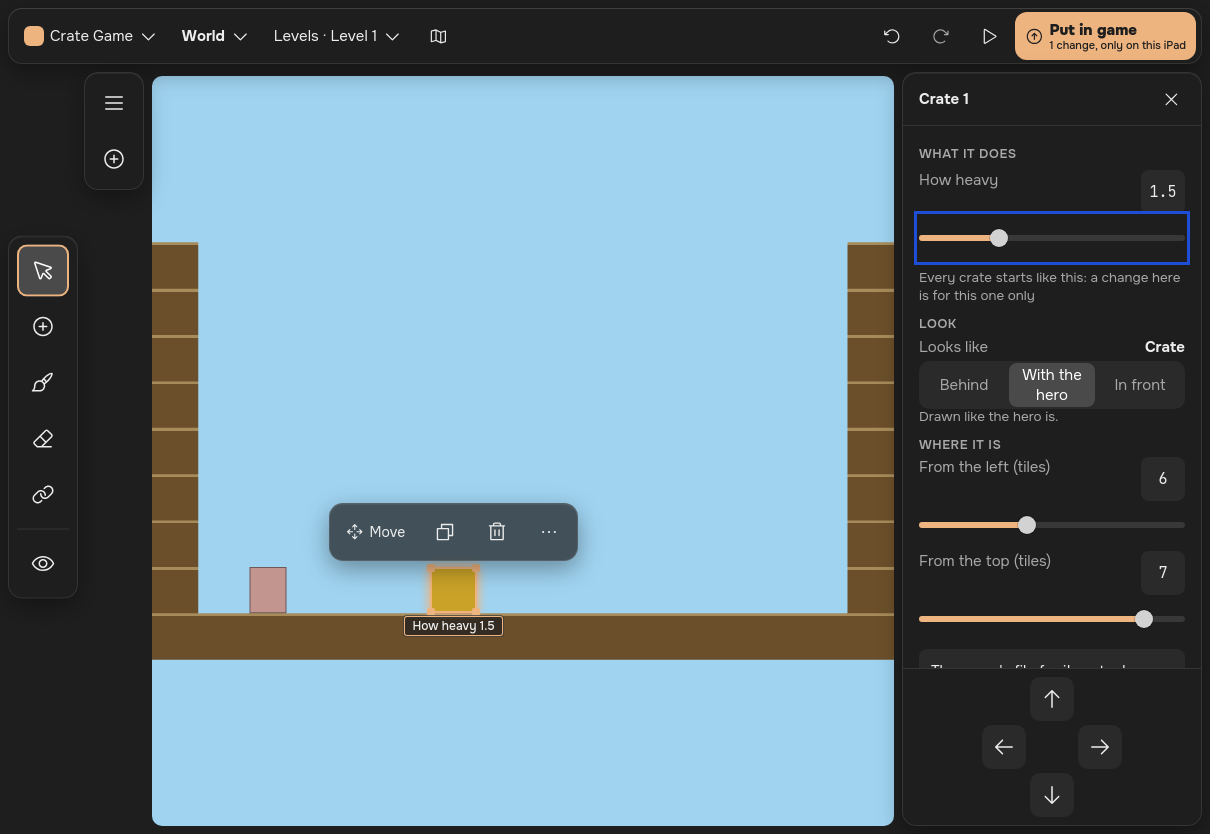 Crate Game
World
Levels · Level 1
Put in game
1 change, only on this iPad
Crate 1
WHAT IT DOES
How heavy
1.5
Every crate starts like this: a change here
is for this one only
LOOK
Looks like
Crate
Behind
With the
hero
In front
Drawn like the hero is.
WHERE IT IS
From the left (tiles)
6
From the top (tiles)
7
Move
How heavy 1.5